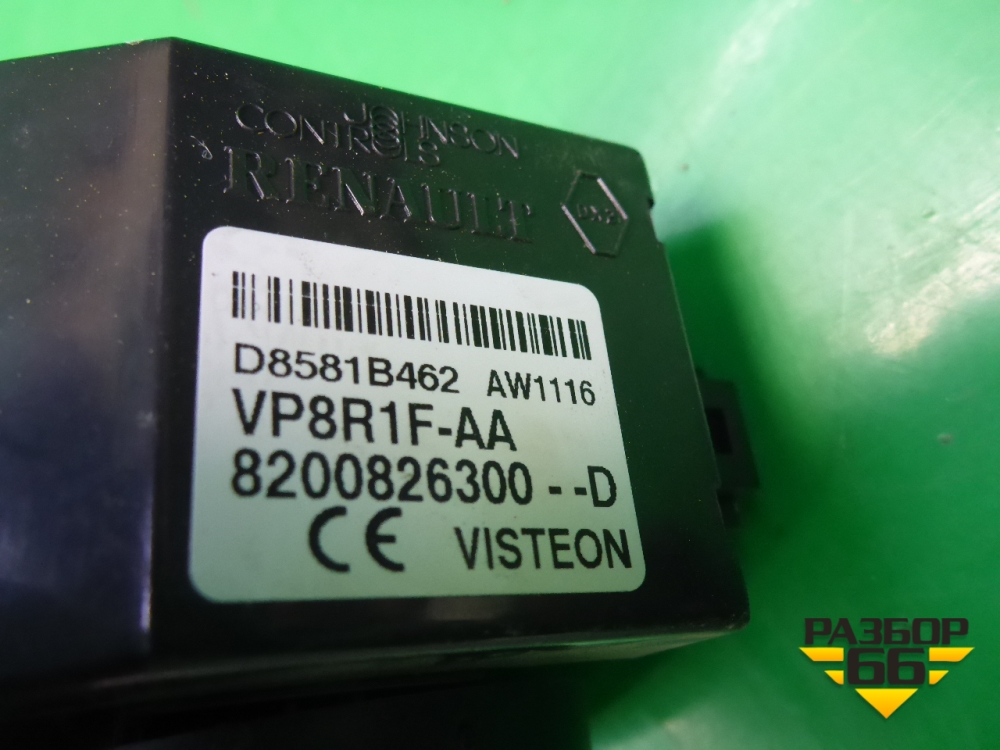 JOHNSON
CONTROLS
RENAULT
D8581B462 AW1116
VP8R1F-AA
8200826300 --D
CE VISTEON
РАЗБОР
66